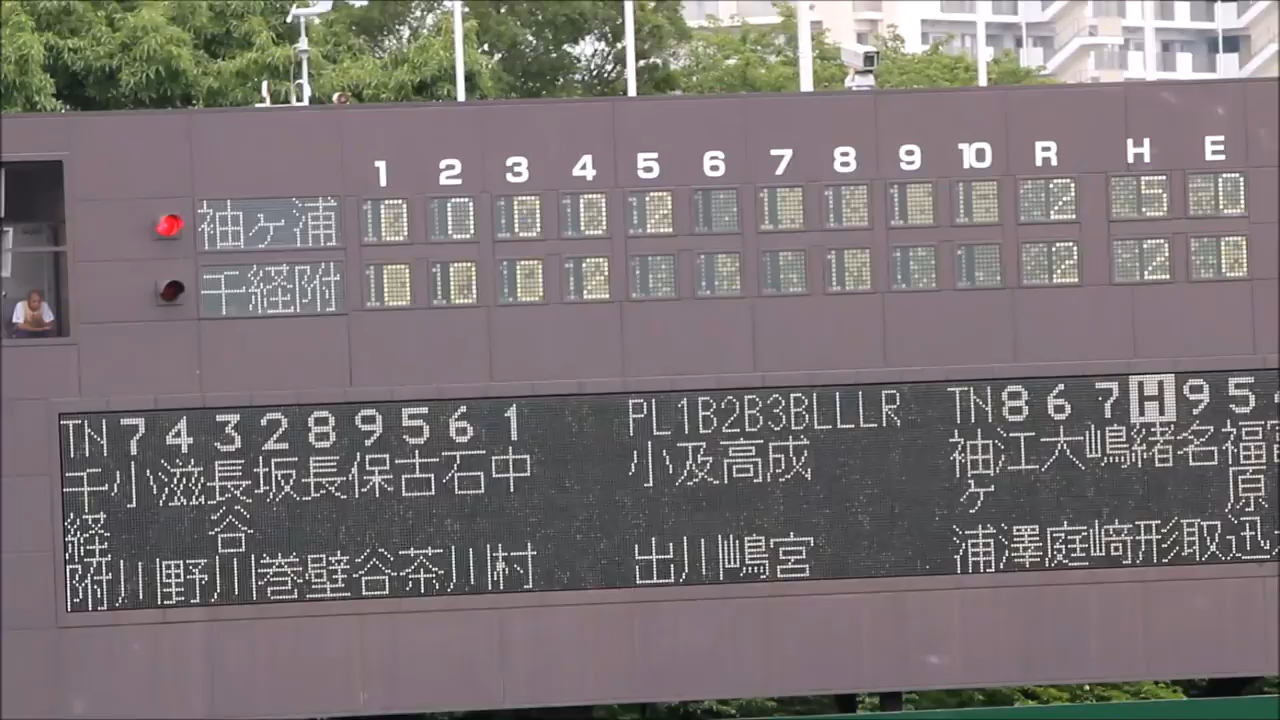 1 2 3 4 5 6 7 8 9 10 R H E
袖ヶ浦 0 0 0 0 2 2 5 0
千経附 0 0 0 2 2 2 0
TN 7 4 3 2 8 9 5 6 1 PL 1B 2B 3B LL LR TN 8 6 7 H 9 5
千 小 滋 長 坂 長 保 古 石 中 小 及 高 成 袖 江 大 嶋 緒 名 福
経 谷 ヶ 原
附 川 野 川 巻 壁 谷 茶 川 村 出 川 嶋 宮 浦 澤 庭 﨑 形 取 迅